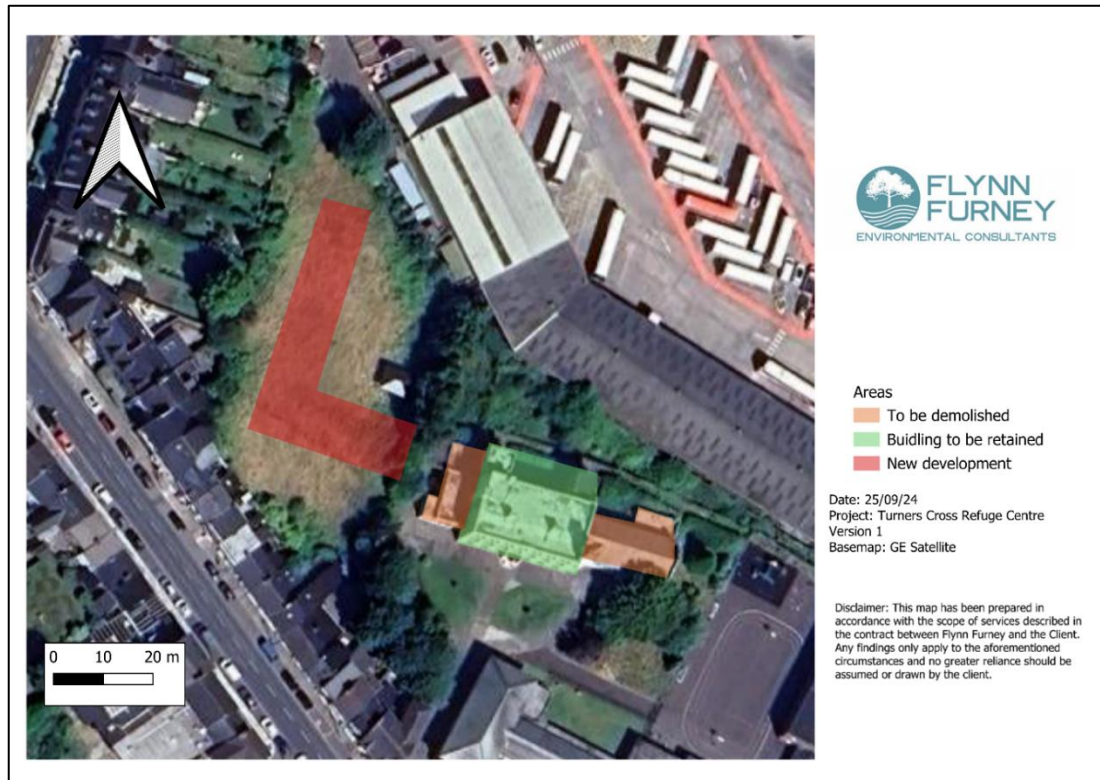 FLYNN
FURNEY
ENVIRONMENTAL CONSULTANTS
Areas
To be demolished
Buidling to be retained
New development
Date: 25/09/24
Project: Turners Cross Refuge Centre
Version 1
Basemap: GE Satellite
Disclaimer: This map has been prepared in
accordance with the scope of services described in
the contract between Flynn Furney and the Client.
Any findings only apply to the aforementioned
circumstances and no greater reliance should be
assumed or drawn by the client.
0 10 20 m